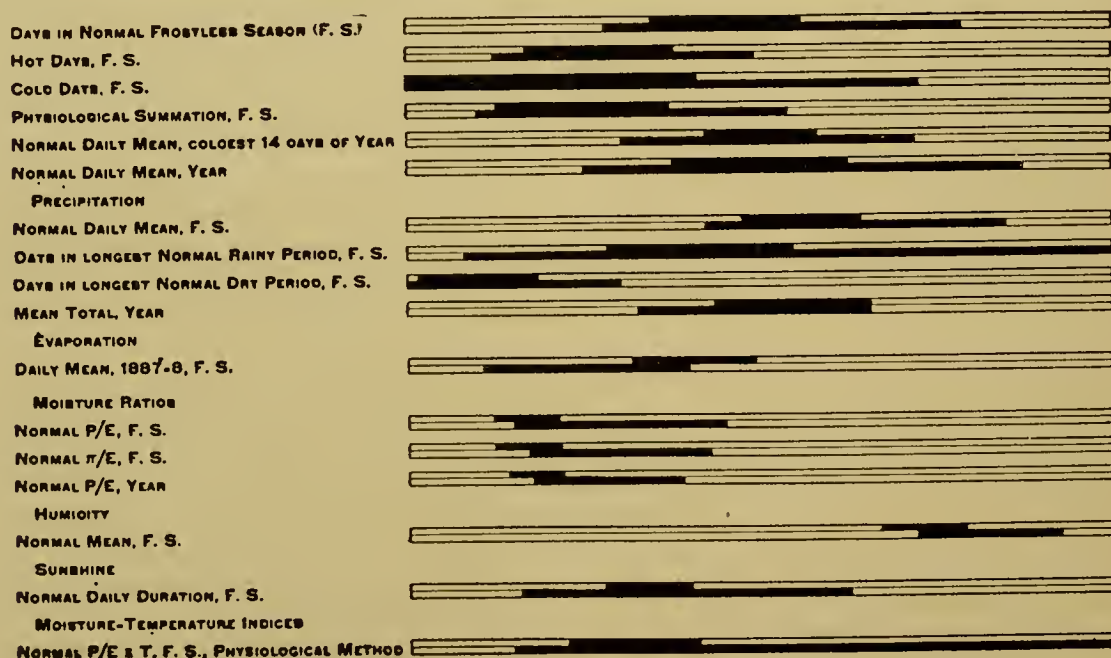 Days in Normal Frostless Season (F. S.)
Hot Days, F. S.
Cold Days, F. S.
Physiological Summation, F. S.
Normal Daily Mean, coldest 14 days of Year
Normal Daily Mean, Year
Precipitation
Normal Daily Mean, F. S.
Days in longest Normal Rainy Period, F. S.
Days in longest Normal Dry Period, F. S.
Mean Total, Year
Evaporation
Daily Mean, 1887-8, F. S.
Moisture Ratios
Normal P/E, F. S.
Normal π/E, F. S.
Normal P/E, Year
Humidity
Normal Mean, F. S.
Sunshine
Normal Daily Duration, F. S.
Moisture-Temperature Indices
Normal P/E x T, F. S., Physiological Method